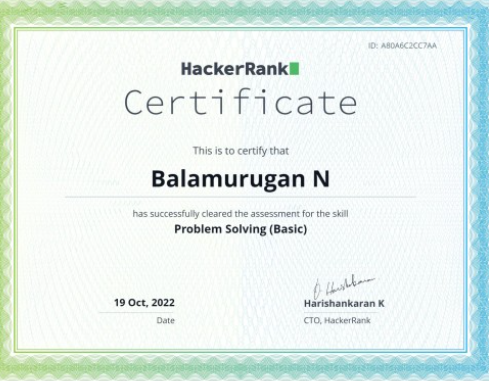 ID: A80A6C2CC7AA
HackerRank
Certificate
This is to certify that
Balamurugan N
has successfully cleared the assessment for the skill
Problem Solving (Basic)
19 Oct, 2022
Date
Harishankaran K
CTO, HackerRank